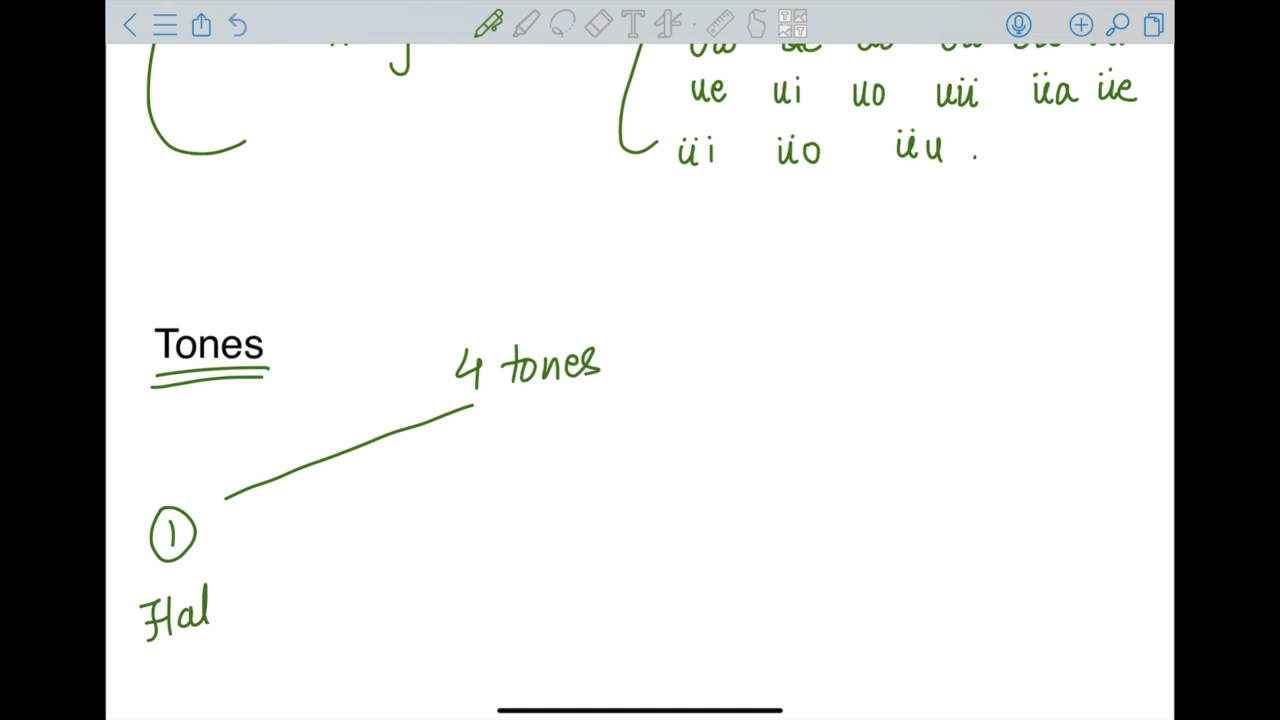 ue ui uo uü üa üe
üi üo üu .
Tones
4 tones
1
Hal